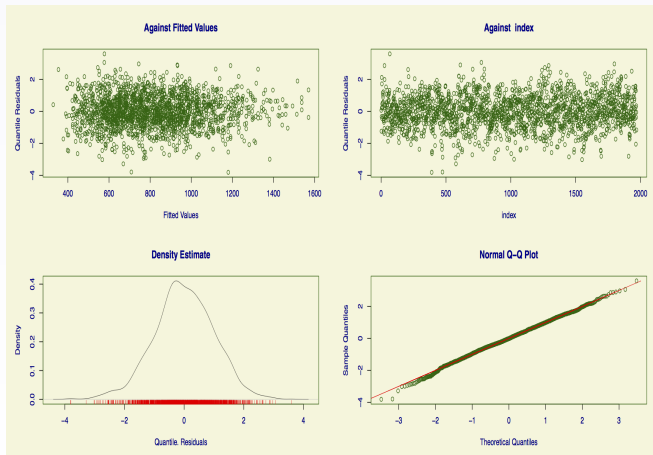 Against Fitted Values
Quantile Residuals
2
0
−2
−4
400 600 800 1000 1200 1400 1600
Fitted Values
Against index
Quantile Residuals
2
0
−2
−4
0 500 1000 1500 2000
index
Density Estimate
Density
0.4
0.3
0.2
0.1
0.0
−4 −2 0 2 4
Quantile. Residuals
Normal Q−Q Plot
Sample Quantiles
2
0
−2
−4
−3 −2 −1 0 1 2 3
Theoretical Quantiles